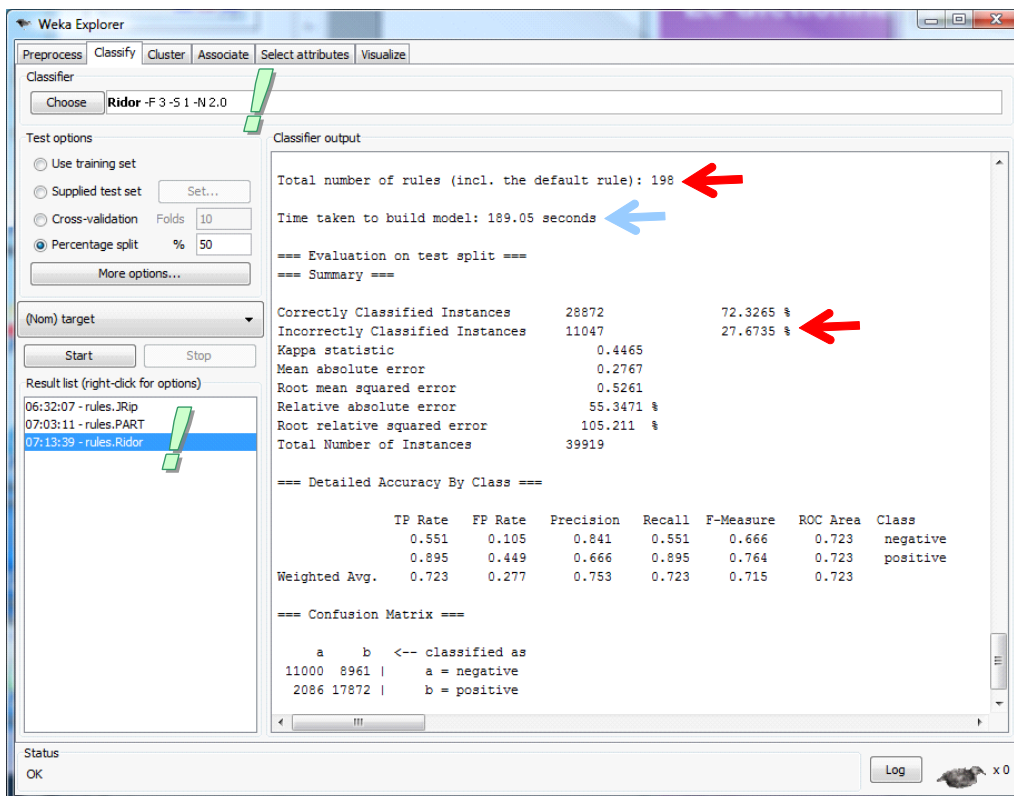 Weka Explorer
Preprocess Classify Cluster Associate Select attributes Visualize
Classifier
Choose Ridor -F 3 -S 1 -N 2.0
!
Test options
Use training set
Supplied test set Set...
Cross-validation Folds 10
Percentage split % 50
More options...
(Nom) target
Start Stop
Result list (right-click for options)
06:32:07 - rules.JRip
07:03:11 - rules.PART
07:13:39 - rules.Ridor
!
Classifier output
Total number of rules (incl. the default rule): 198
Time taken to build model: 189.05 seconds
=== Evaluation on test split ===
=== Summary ===
Correctly Classified Instances 28872 72.3265 %
Incorrectly Classified Instances 11047 27.6735 %
Kappa statistic 0.4465
Mean absolute error 0.2767
Root mean squared error 0.5261
Relative absolute error 55.3471 %
Root relative squared error 105.211 %
Total Number of Instances 39919
=== Detailed Accuracy By Class ===
TP Rate FP Rate Precision Recall F-Measure ROC Area Class
0.551 0.105 0.841 0.551 0.666 0.723 negative
0.895 0.449 0.666 0.895 0.764 0.723 positive
Weighted Avg. 0.723 0.277 0.753 0.723 0.715 0.723
=== Confusion Matrix ===
a b <-- classified as
11000 8961 | a = negative
2086 17872 | b = positive
Status
OK
Log x 0